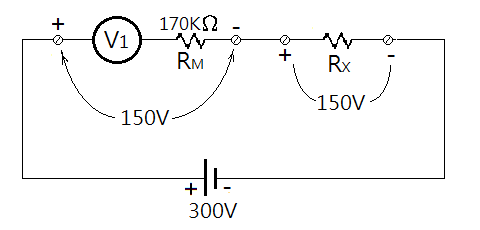 170KΩ
+ V1 - + -
RM RX
150V 150V
+ -
300V